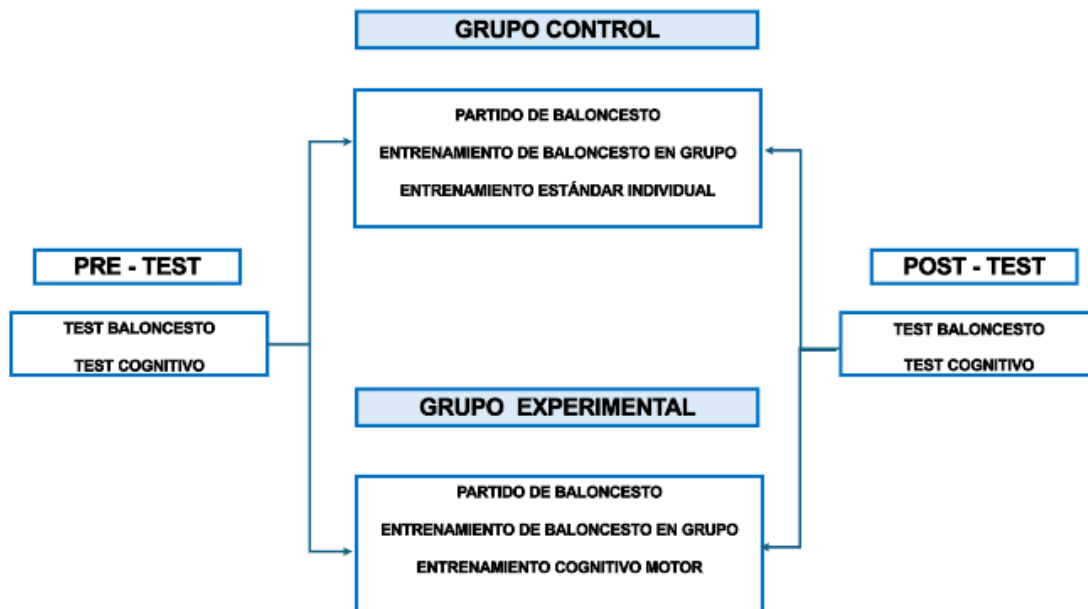 GRUPO CONTROL
PARTIDO DE BALONCESTO
ENTRENAMIENTO DE BALONCESTO EN GRUPO
ENTRENAMIENTO ESTÁNDAR INDIVIDUAL
PRE - TEST
TEST BALONCESTO
TEST COGNITIVO
POST - TEST
TEST BALONCESTO
TEST COGNITIVO
GRUPO EXPERIMENTAL
PARTIDO DE BALONCESTO
ENTRENAMIENTO DE BALONCESTO EN GRUPO
ENTRENAMIENTO COGNITIVO MOTOR